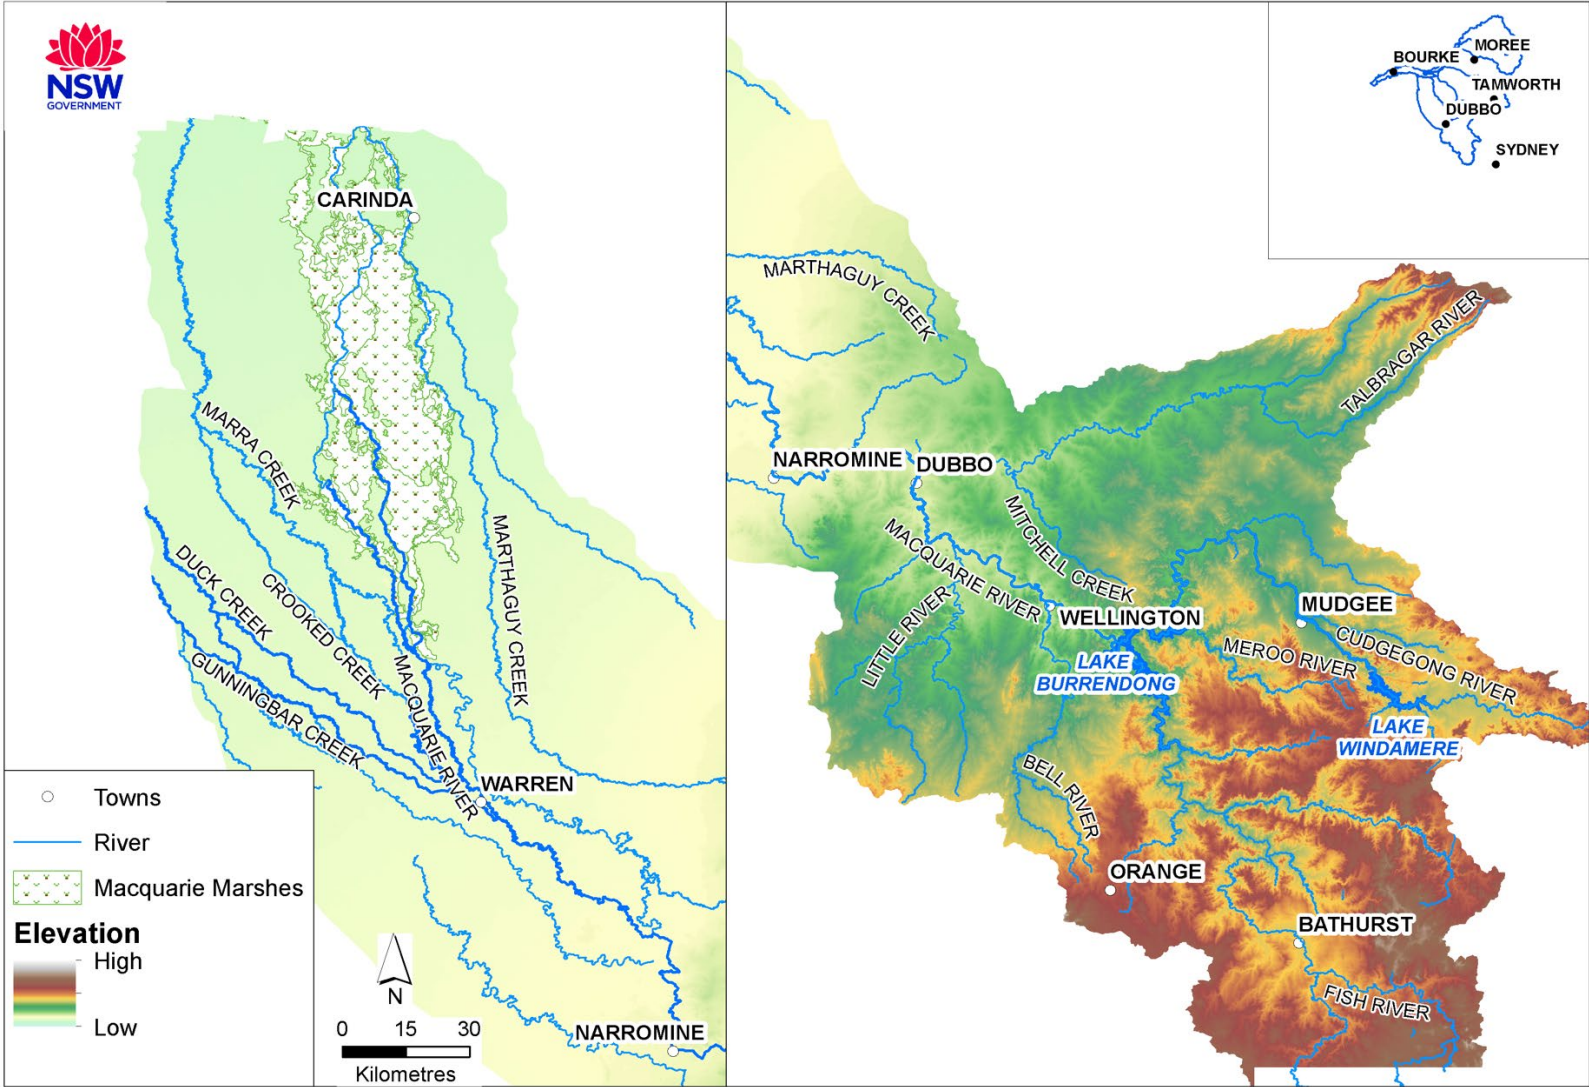 NSW
GOVERNMENT
CARINDA
MARRA CREEK
DUCK CREEK
CROOKED CREEK
GUNNINGBAR CREEK
MACQUARIE RIVER
MARTHAGUY CREEK
WARREN
NARROMINE
Towns
River
Macquarie Marshes
Elevation
High
Low
N
0 15 30
Kilometres
BOURKE
MOREE
TAMWORTH
DUBBO
SYDNEY
MARTHAGUY CREEK
TALBRAGAR RIVER
NARROMINE
DUBBO
MITCHELL CREEK
MACQUARIE RIVER
LITTLE RIVER
WELLINGTON
MUDGEE
CUDGEGONG RIVER
MEROO RIVER
LAKE
BURRENDONG
LAKE
WINDAMERE
BELL RIVER
ORANGE
BATHURST
FISH RIVER